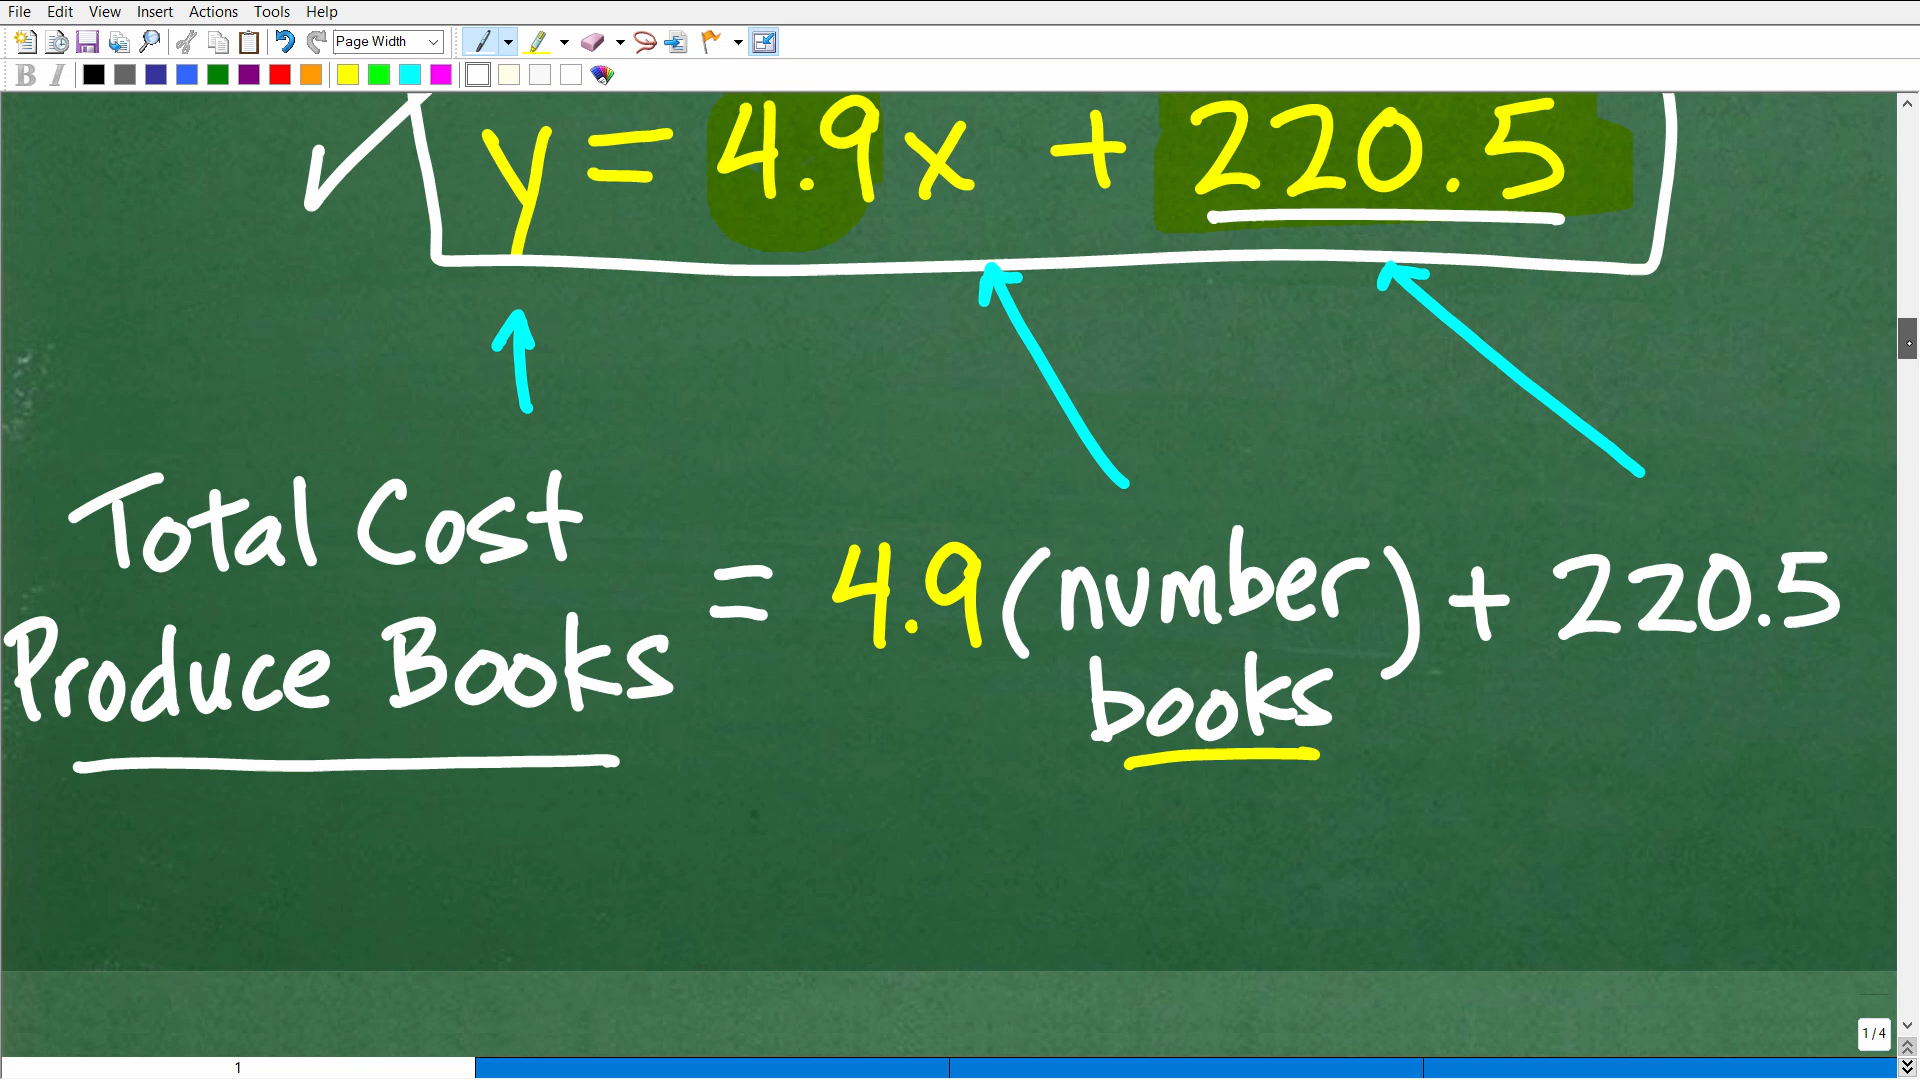 File Edit View Insert Actions Tools Help
Page Width
B I
y = 4.9x + 220.5
Total Cost
Produce Books
= 4.9 (number books) + 220.5
1 / 4
1